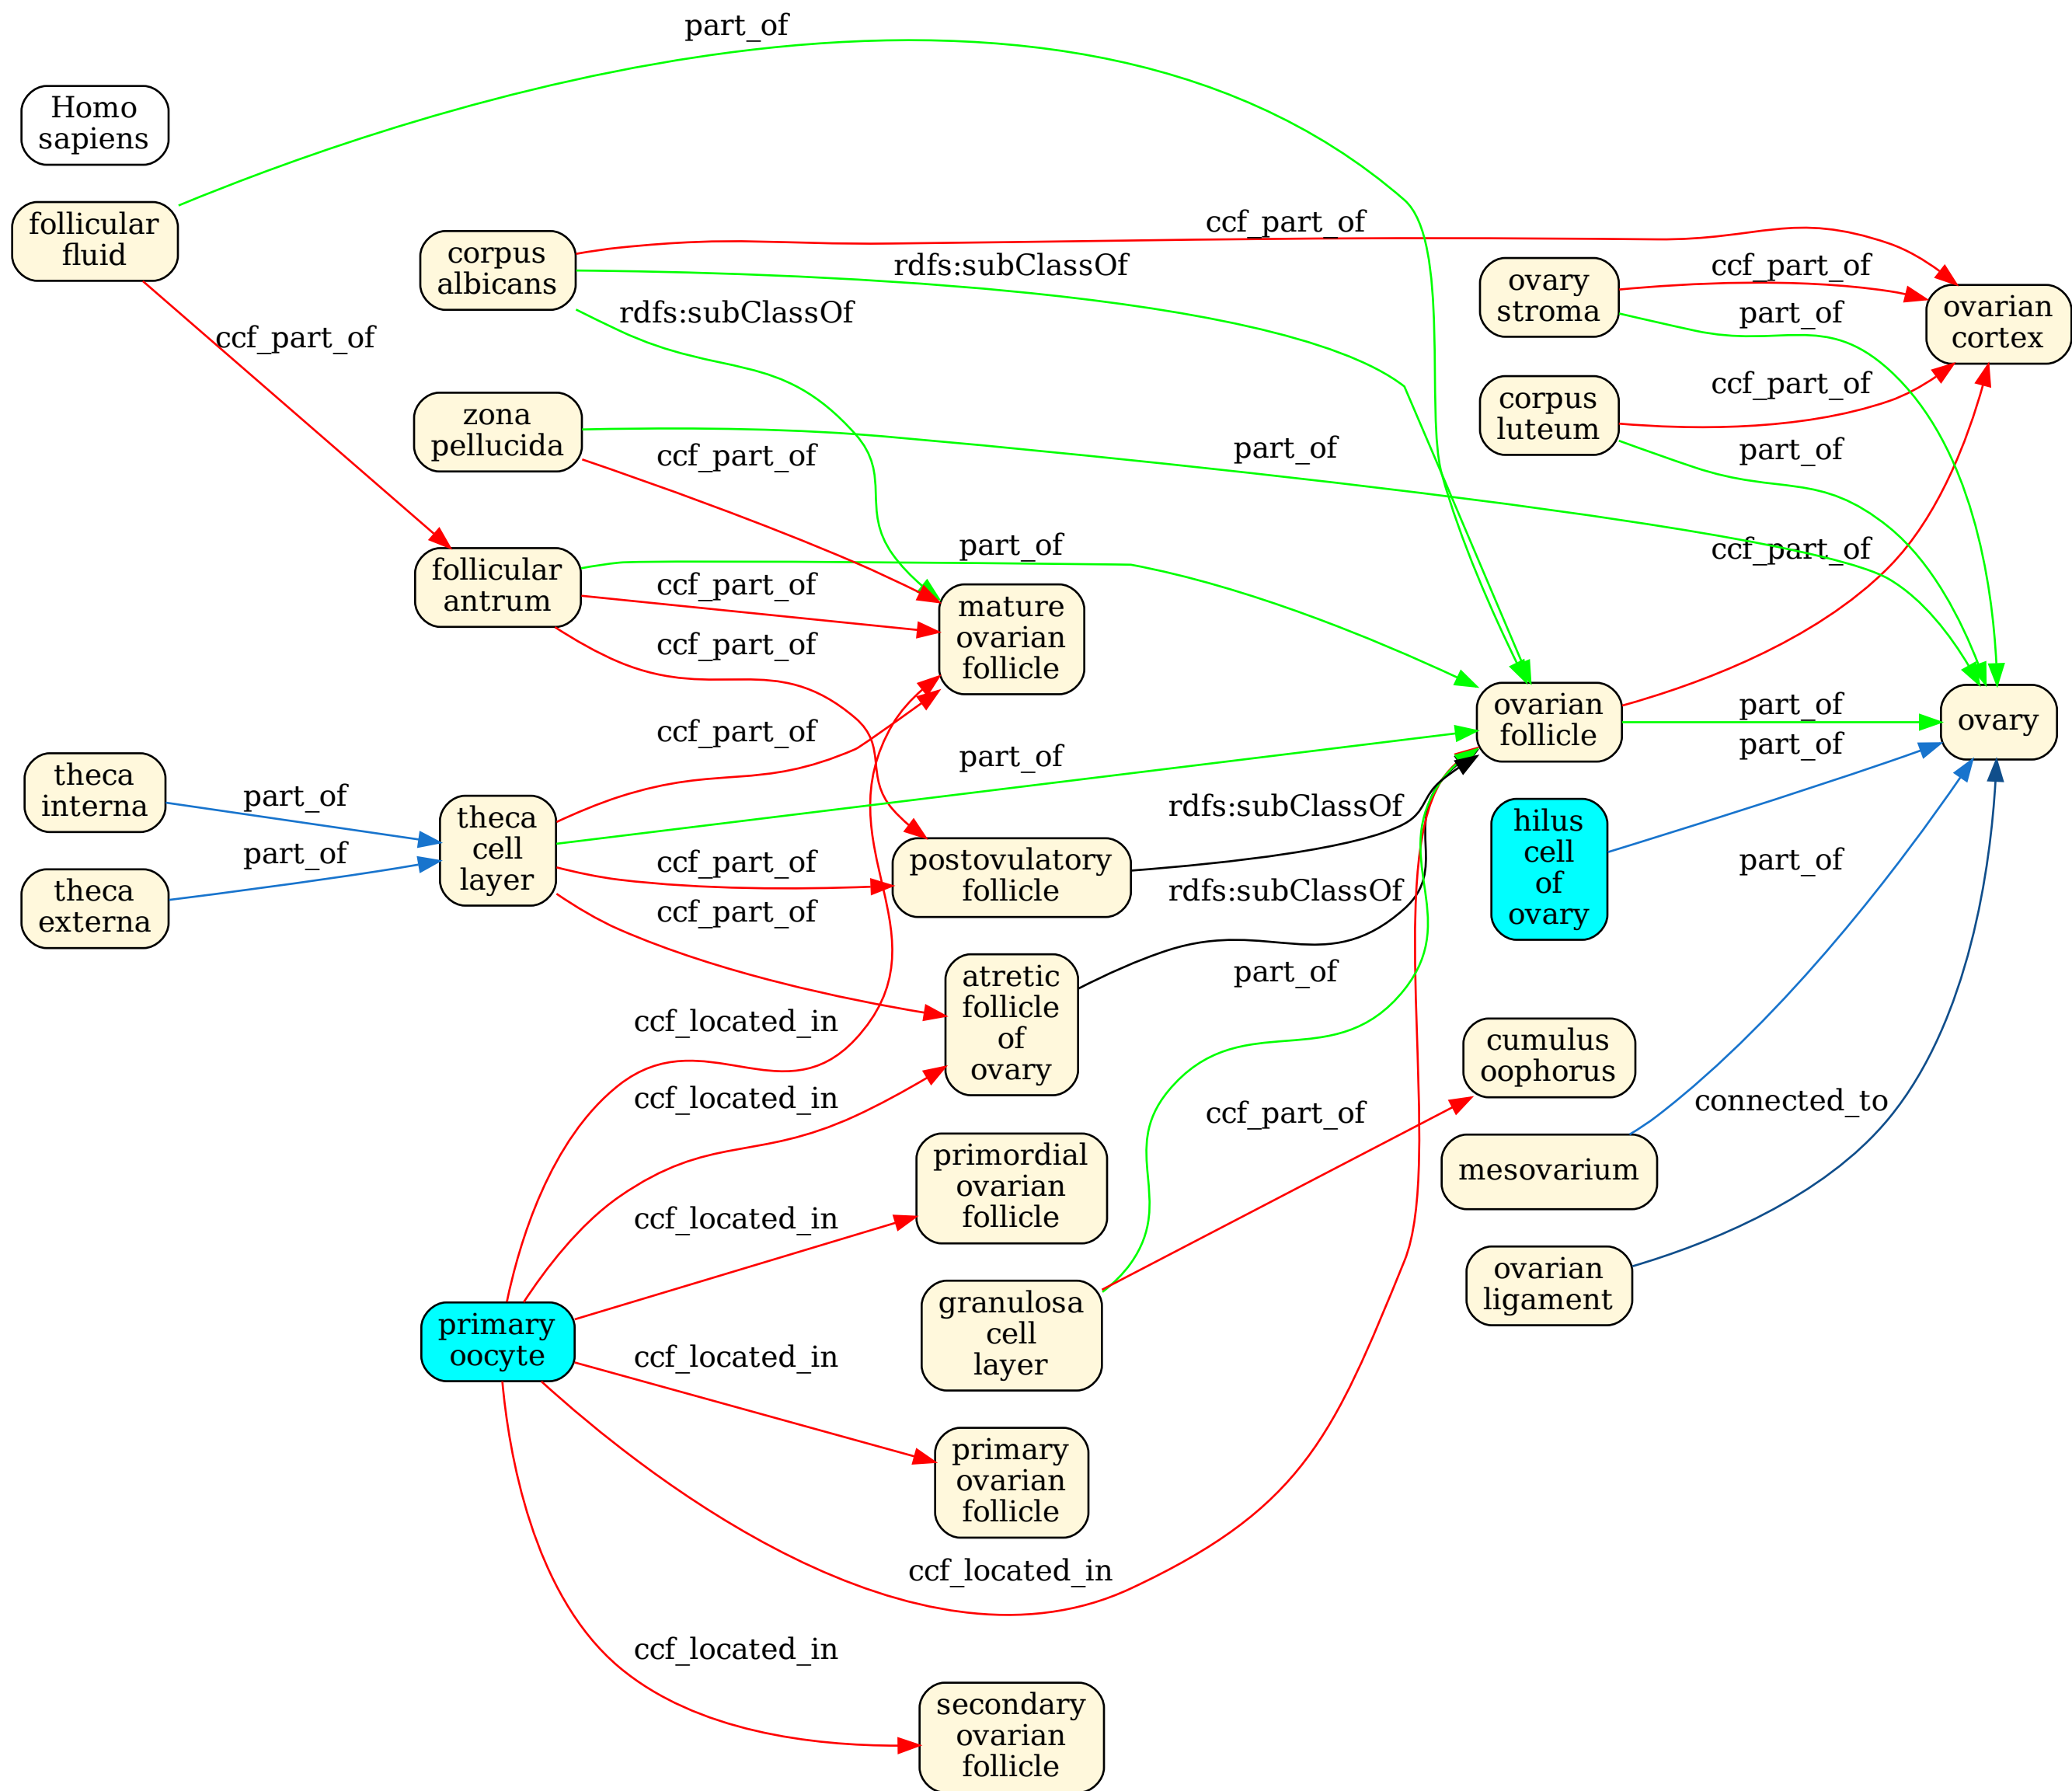 part_of
Homo
sapiens
follicular
fluid
ccf_part_of
corpus
albicans
ccf_part_of
rdfs:subClassOf
rdfs:subClassOf
ovary
stroma
ccf_part_of
part_of
ovarian
cortex
zona
pellucida
ccf_part_of
part_of
corpus
luteum
ccf_part_of
part_of
ccf_part_of
follicular
antrum
part_of
ccf_part_of
ccf_part_of
mature
ovarian
follicle
ovarian
follicle
part_of
part_of
ovary
theca
interna
part_of
theca
externa
part_of
theca
cell
layer
ccf_part_of
part_of
ccf_part_of
ccf_part_of
postovulatory
follicle
rdfs:subClassOf
rdfs:subClassOf
hilus
cell
of
ovary
part_of
atretic
follicle
of
ovary
part_of
ccf_located_in
ccf_located_in
cumulus
oophorus
ccf_part_of
connected_to
mesovarium
primordial
ovarian
follicle
ccf_located_in
ovarian
ligament
primary
oocyte
granulosa
cell
layer
ccf_located_in
primary
ovarian
follicle
ccf_located_in
ccf_located_in
secondary
ovarian
follicle